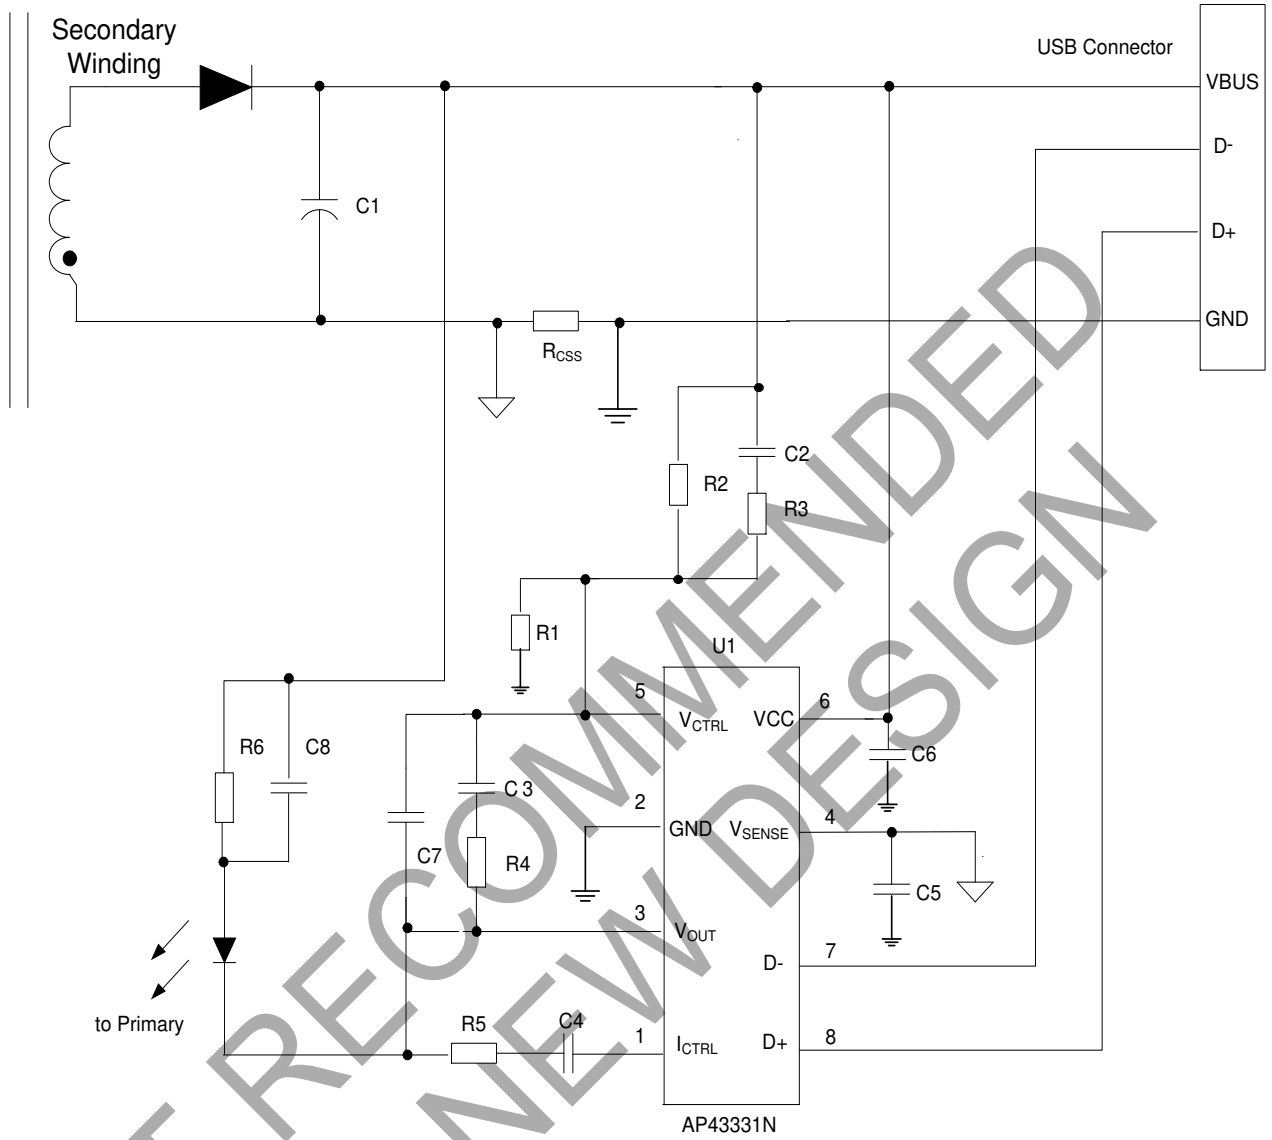 Secondary
Winding
USB Connector
VBUS
D-
D+
GND
C1
RCSS
C2
R2
R3
R1
U1
5
VCTRL
VCC
6
R6
C8
C3
C6
2
GND
VSENSE
4
C7
R4
C5
3
VOUT
D-
7
to Primary
R5
C4
1
ICTRL
D+
8
AP43331N
RECOMMENDED
NEW DESIGN